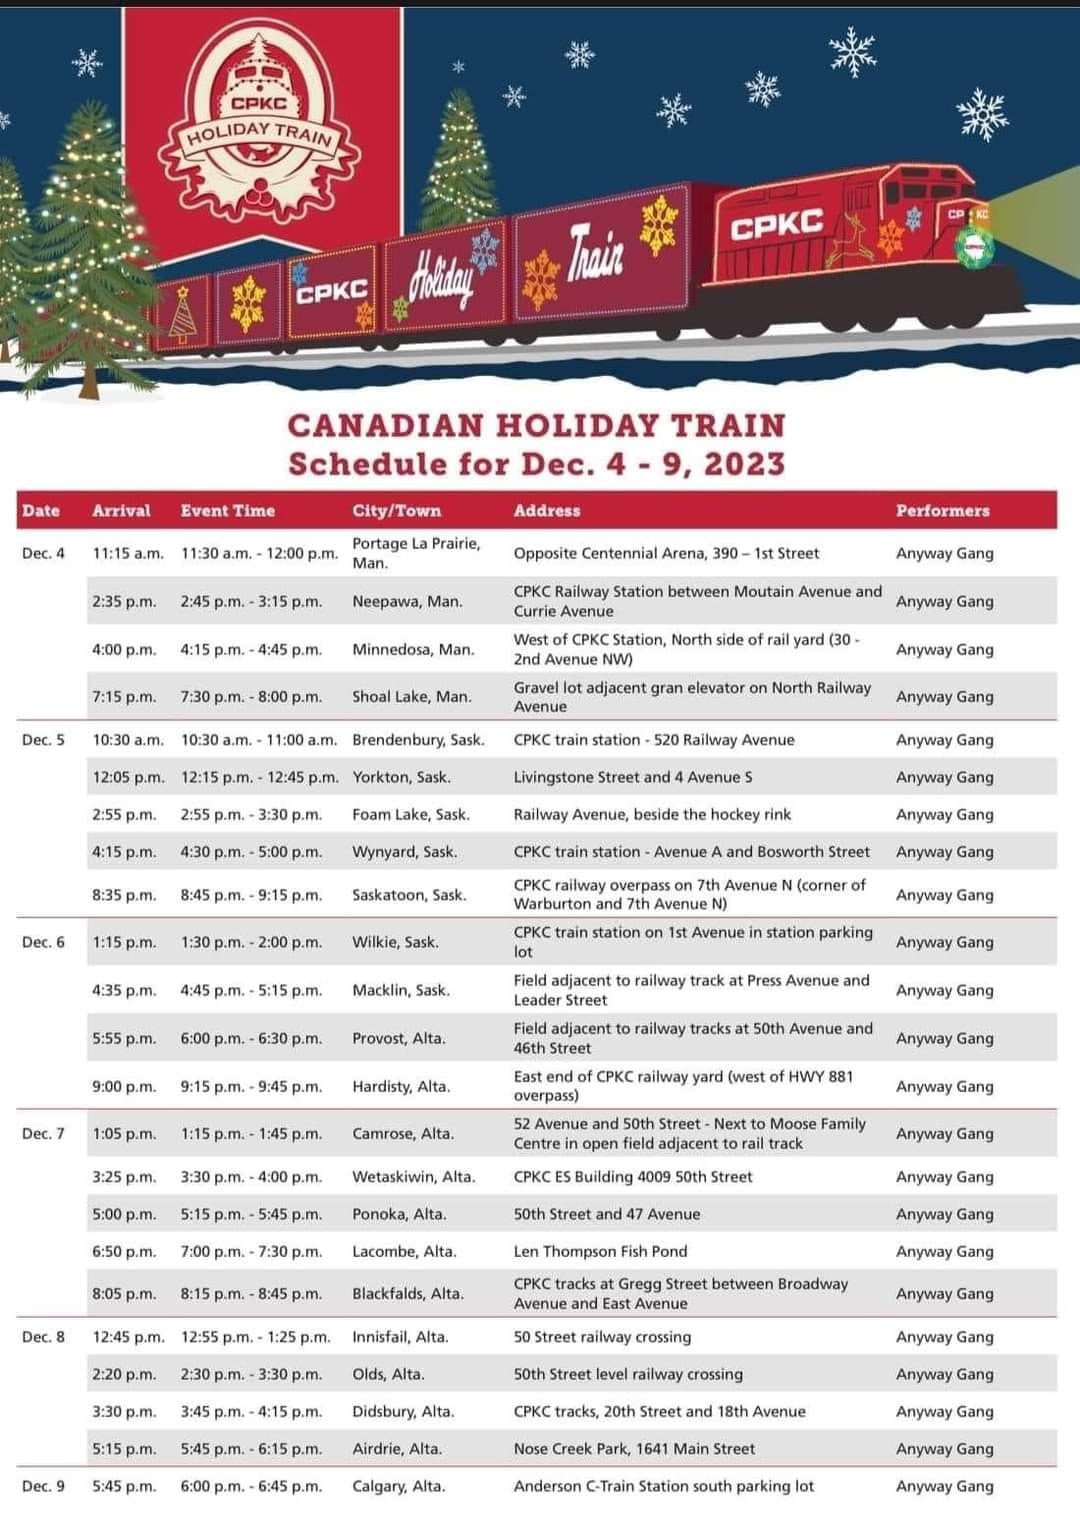 CPKC
HOLIDAY TRAIN
CPKC
Holiday
Train
CPKC
CP KC
CPKC
CANADIAN HOLIDAY TRAIN
Schedule for Dec. 4 - 9, 2023
Date Arrival Event Time City/Town Address Performers
Dec. 4 11:15 a.m. 11:30 a.m. - 12:00 p.m. Portage La Prairie, Man. Opposite Centennial Arena, 390 – 1st Street Anyway Gang
2:35 p.m. 2:45 p.m. - 3:15 p.m. Neepawa, Man. CPKC Railway Station between Moutain Avenue and Currie Avenue Anyway Gang
4:00 p.m. 4:15 p.m. - 4:45 p.m. Minnedosa, Man. West of CPKC Station, North side of rail yard (30 - 2nd Avenue NW) Anyway Gang
7:15 p.m. 7:30 p.m. - 8:00 p.m. Shoal Lake, Man. Gravel lot adjacent gran elevator on North Railway Avenue Anyway Gang
Dec. 5 10:30 a.m. 10:30 a.m. - 11:00 a.m. Brendenbury, Sask. CPKC train station - 520 Railway Avenue Anyway Gang
12:05 p.m. 12:15 p.m. - 12:45 p.m. Yorkton, Sask. Livingstone Street and 4 Avenue S Anyway Gang
2:55 p.m. 2:55 p.m. - 3:30 p.m. Foam Lake, Sask. Railway Avenue, beside the hockey rink Anyway Gang
4:15 p.m. 4:30 p.m. - 5:00 p.m. Wynyard, Sask. CPKC train station - Avenue A and Bosworth Street Anyway Gang
8:35 p.m. 8:45 p.m. - 9:15 p.m. Saskatoon, Sask. CPKC railway overpass on 7th Avenue N (corner of Warburton and 7th Avenue N) Anyway Gang
Dec. 6 1:15 p.m. 1:30 p.m. - 2:00 p.m. Wilkie, Sask. CPKC train station on 1st Avenue in station parking lot Anyway Gang
4:35 p.m. 4:45 p.m. - 5:15 p.m. Macklin, Sask. Field adjacent to railway track at Press Avenue and Leader Street Anyway Gang
5:55 p.m. 6:00 p.m. - 6:30 p.m. Provost, Alta. Field adjacent to railway tracks at 50th Avenue and 46th Street Anyway Gang
9:00 p.m. 9:15 p.m. - 9:45 p.m. Hardisty, Alta. East end of CPKC railway yard (west of HWY 881 overpass) Anyway Gang
Dec. 7 1:05 p.m. 1:15 p.m. - 1:45 p.m. Camrose, Alta. 52 Avenue and 50th Street - Next to Moose Family Centre in open field adjacent to rail track Anyway Gang
3:25 p.m. 3:30 p.m. - 4:00 p.m. Wetaskiwin, Alta. CPKC ES Building 4009 50th Street Anyway Gang
5:00 p.m. 5:15 p.m. - 5:45 p.m. Ponoka, Alta. 50th Street and 47 Avenue Anyway Gang
6:50 p.m. 7:00 p.m. - 7:30 p.m. Lacombe, Alta. Len Thompson Fish Pond Anyway Gang
8:05 p.m. 8:15 p.m. - 8:45 p.m. Blackfalds, Alta. CPKC tracks at Gregg Street between Broadway Avenue and East Avenue Anyway Gang
Dec. 8 12:45 p.m. 12:55 p.m. - 1:25 p.m. Innisfail, Alta. 50 Street railway crossing Anyway Gang
2:20 p.m. 2:30 p.m. - 3:30 p.m. Olds, Alta. 50th Street level railway crossing Anyway Gang
3:30 p.m. 3:45 p.m. - 4:15 p.m. Didsbury, Alta. CPKC tracks, 20th Street and 18th Avenue Anyway Gang
5:15 p.m. 5:45 p.m. - 6:15 p.m. Airdrie, Alta. Nose Creek Park, 1641 Main Street Anyway Gang
Dec. 9 5:45 p.m. 6:00 p.m. - 6:45 p.m. Calgary, Alta. Anderson C-Train Station south parking lot Anyway Gang